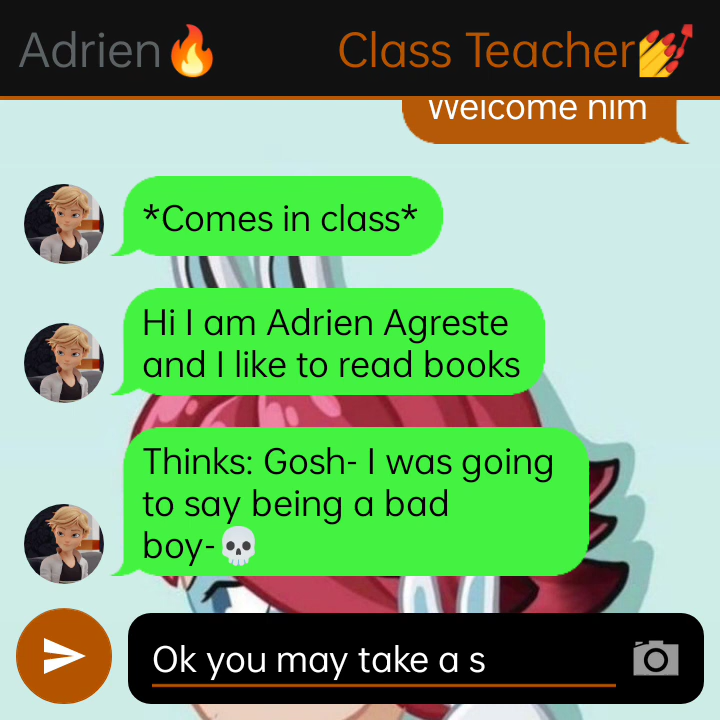 Adrien🔥 Class Teacher💅
Welcome him
*Comes in class*
Hi I am Adrien Agreste
and I like to read books
Thinks: Gosh- I was going
to say being a bad
boy-💀
Ok you may take a s